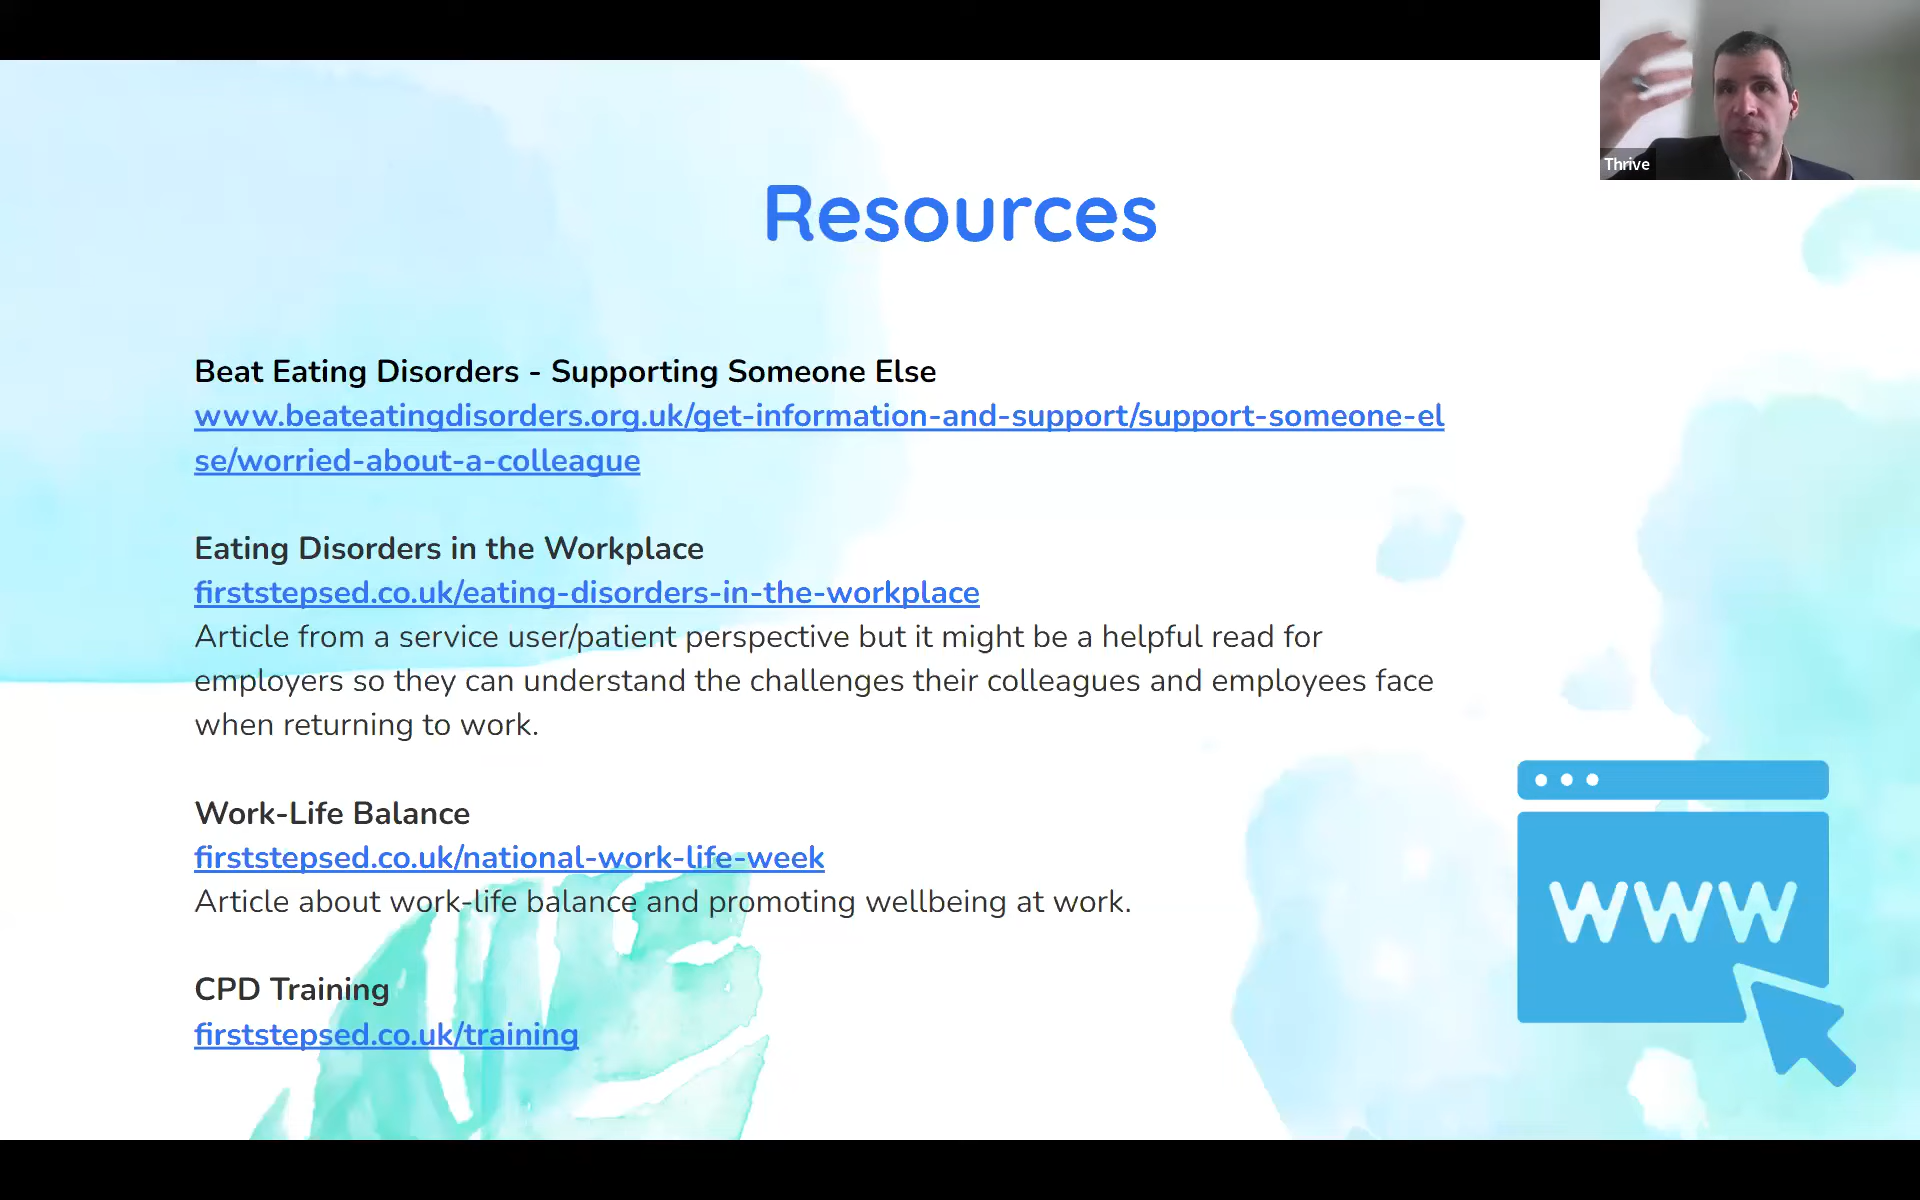 Thrive
Resources
Beat Eating Disorders - Supporting Someone Else
www.beateatingdisorders.org.uk/get-information-and-support/support-someone-el
se/worried-about-a-colleague
Eating Disorders in the Workplace
firststepsed.co.uk/eating-disorders-in-the-workplace
Article from a service user/patient perspective but it might be a helpful read for
employers so they can understand the challenges their colleagues and employees face
when returning to work.
Work-Life Balance
firststepsed.co.uk/national-work-life-week
Article about work-life balance and promoting wellbeing at work.
WWW
CPD Training
firststepsed.co.uk/training